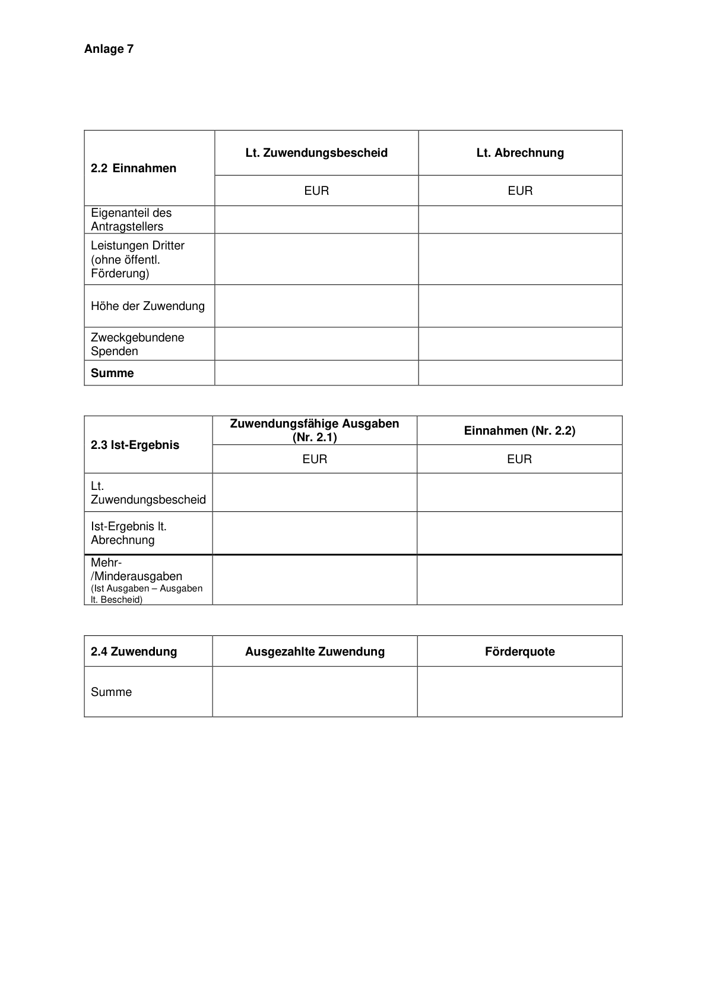 Anlage 7
2.2 Einnahmen
Lt. Zuwendungsbescheid
Lt. Abrechnung
EUR
EUR
Eigenanteil des
Antragstellers
Leistungen Dritter
(ohne öffentl.
Förderung)
Höhe der Zuwendung
Zweckgebundene
Spenden
Summe
2.3 Ist-Ergebnis
Zuwendungsfähige Ausgaben
(Nr. 2.1)
Einnahmen (Nr. 2.2)
EUR
EUR
Lt.
Zuwendungsbescheid
Ist-Ergebnis lt.
Abrechnung
Mehr-
/Minderausgaben
(Ist Ausgaben – Ausgaben
lt. Bescheid)
2.4 Zuwendung
Ausgezahlte Zuwendung
Förderquote
Summe